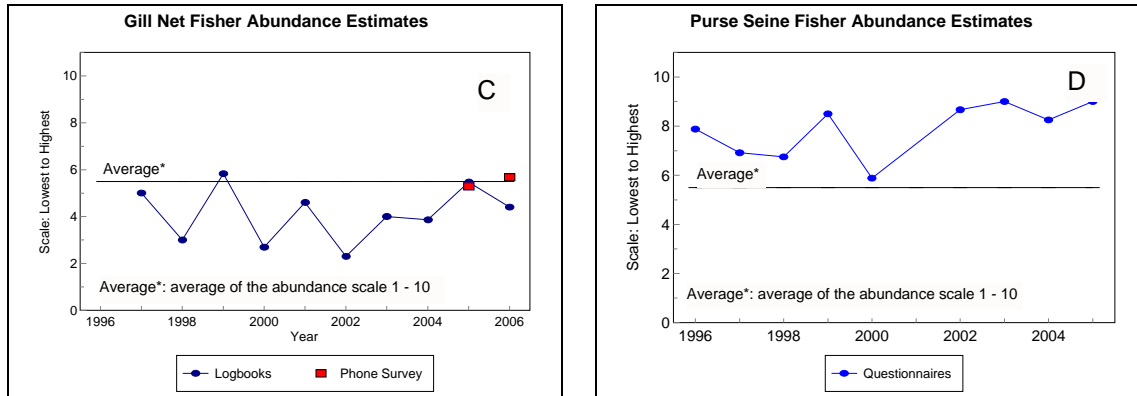 Gill Net Fisher Abundance Estimates
C
10
8
6
4
2
0
Scale: Lowest to Highest
Average*
Average*: average of the abundance scale 1 - 10
1996 1998 2000 2002 2004 2006
Year
Logbooks Phone Survey
Purse Seine Fisher Abundance Estimates
D
10
8
6
4
2
0
Scale: Lowest to Highest
Average*
Average*: average of the abundance scale 1 - 10
1996 1998 2000 2002 2004
Questionnaires